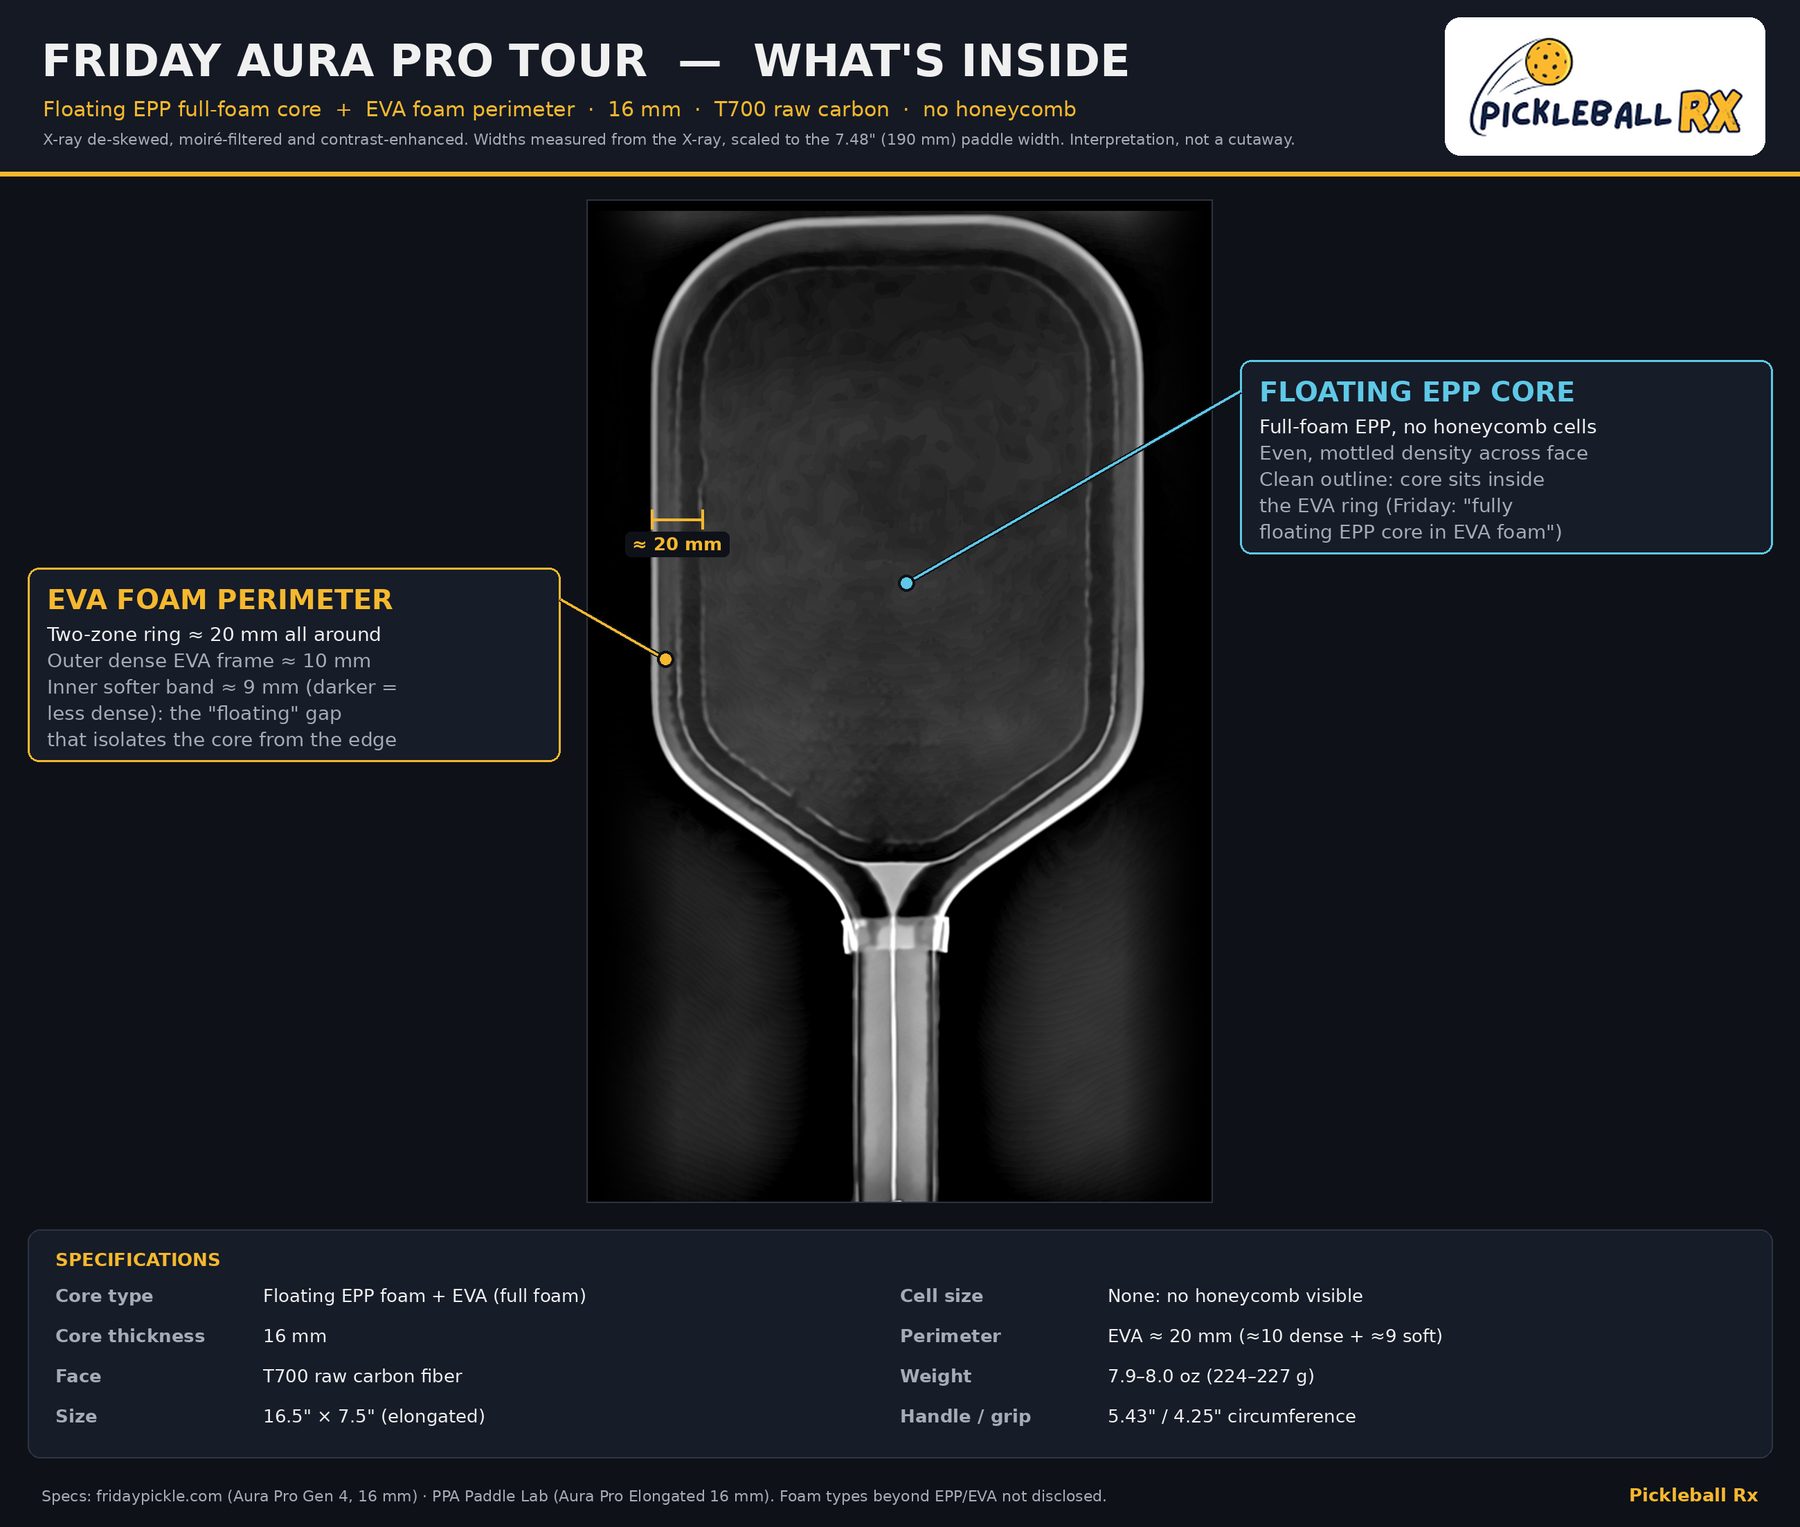 FRIDAY AURA PRO TOUR — WHAT'S INSIDE
Floating EPP full-foam core + EVA foam perimeter · 16 mm · T700 raw carbon · no honeycomb
X-ray de-skewed, moiré-filtered and contrast-enhanced. Widths measured from the X-ray, scaled to the 7.48" (190 mm) paddle width. Interpretation, not a cutaway.
PICKLEBALL RX
FLOATING EPP CORE
Full-foam EPP, no honeycomb cells
Even, mottled density across face
Clean outline: core sits inside
the EVA ring (Friday: "fully
floating EPP core in EVA foam")
≈ 20 mm
EVA FOAM PERIMETER
Two-zone ring ≈ 20 mm all around
Outer dense EVA frame ≈ 10 mm
Inner softer band ≈ 9 mm (darker =
less dense): the "floating" gap
that isolates the core from the edge
SPECIFICATIONS
Core type Floating EPP foam + EVA (full foam)
Core thickness 16 mm
Face T700 raw carbon fiber
Size 16.5" × 7.5" (elongated)
Cell size None: no honeycomb visible
Perimeter EVA ≈ 20 mm (≈10 dense + ≈9 soft)
Weight 7.9–8.0 oz (224–227 g)
Handle / grip 5.43" / 4.25" circumference
Specs: fridaypickle.com (Aura Pro Gen 4, 16 mm) · PPA Paddle Lab (Aura Pro Elongated 16 mm). Foam types beyond EPP/EVA not disclosed.
Pickleball Rx